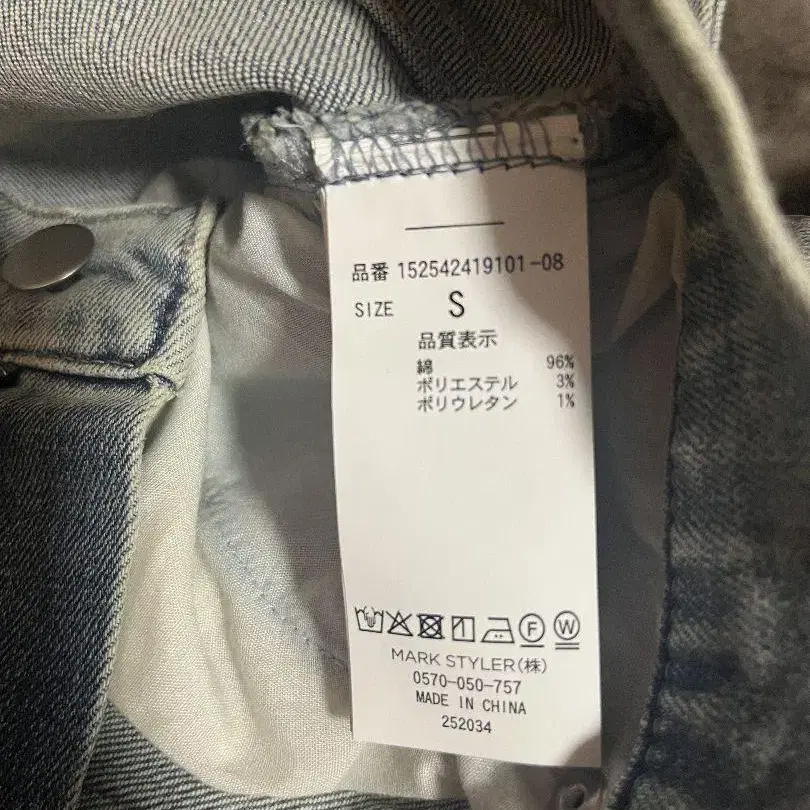 品番 152542419101-08
SIZE S
品質表示
綿 96%
ポリエステル 3%
ポリウレタン 1%
F W
MARK STYLER(株)
0570-050-757
MADE IN CHINA
252034